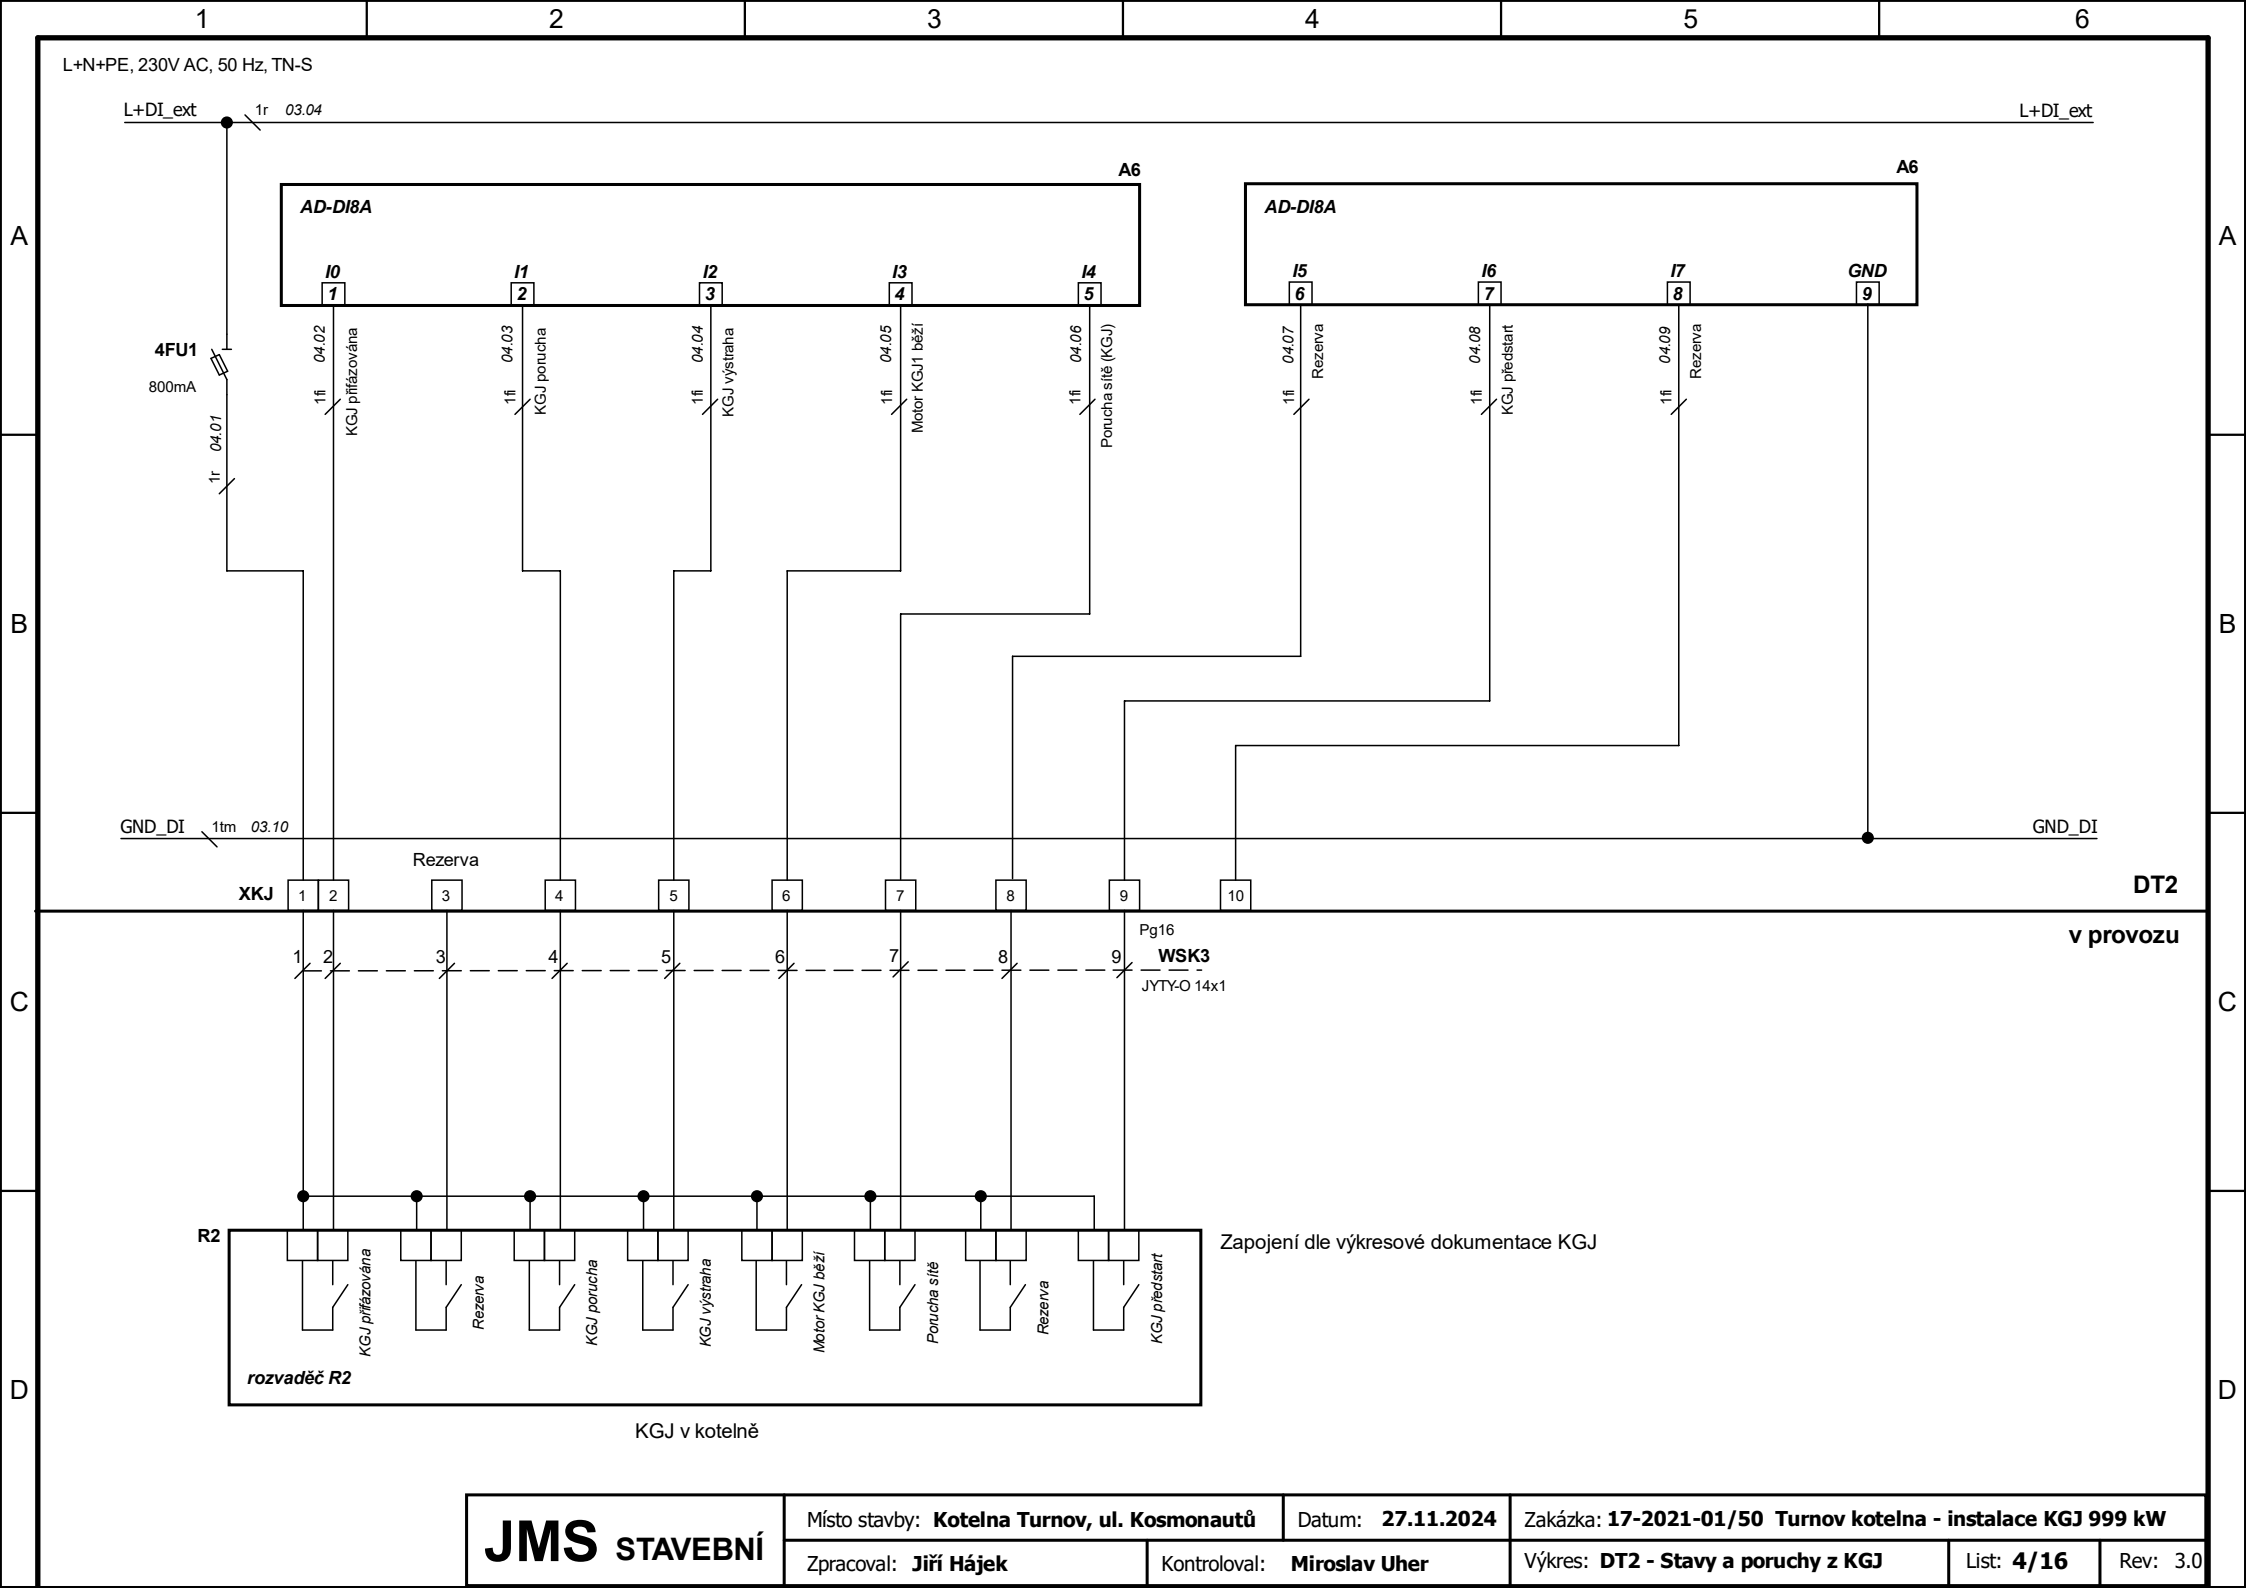 1 2 3 4 5 6
L+N+PE, 230V AC, 50 Hz, TN-S
L+DI_ext 1r 03.04 L+DI_ext
A6 A6
AD-DI8A AD-DI8A
A A
I0 I1 I2 I3 I4 I5 I6 I7 GND
1 2 3 4 5 6 7 8 9
4FU1
800mA
1r 04.01
1fi 04.02
KGJ přifázována
1fi 04.03
KGJ porucha
1fi 04.04
KGJ výstraha
1fi 04.05
Motor KGJ1 běží
1fi 04.06
Porucha sítě (KGJ)
1fi 04.07
Rezerva
1fi 04.08
KGJ předstart
1fi 04.09
Rezerva
B B
GND_DI 1tm 03.10 GND_DI
Rezerva
XKJ 1 2 3 4 5 6 7 8 9 10 DT2
Pg16
v provozu
1 2 3 4 5 6 7 8 9 WSK3
JYTY-O 14x1
C C
R2
Zapojení dle výkresové dokumentace KGJ
KGJ přifázována
Rezerva
KGJ porucha
KGJ výstraha
Motor KGJ běží
Porucha sítě
Rezerva
KGJ předstart
rozvaděč R2
D D
KGJ v kotelně
JMS STAVEBNÍ
Místo stavby: Kotelna Turnov, ul. Kosmonautů Datum: 27.11.2024 Zakázka: 17-2021-01/50 Turnov kotelna - instalace KGJ 999 kW
Zpracoval: Jiří Hájek Kontroloval: Miroslav Uher Výkres: DT2 - Stavy a poruchy z KGJ List: 4/16 Rev: 3.0